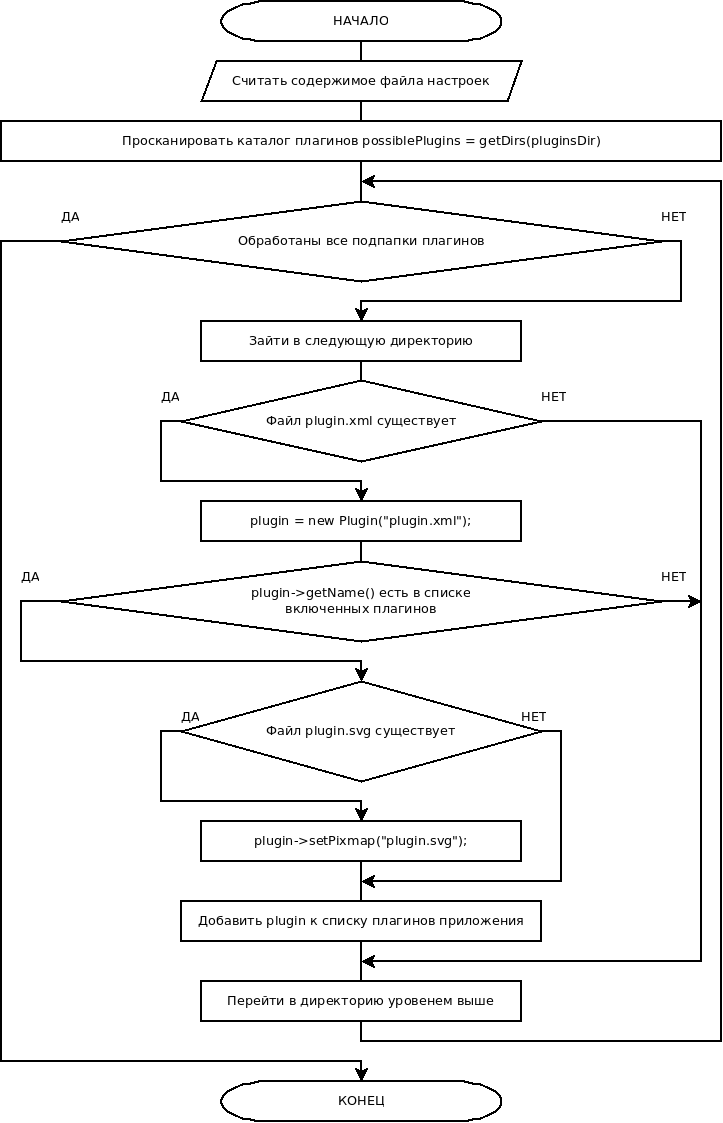 НАЧАЛО
Считать содержимое файла настроек
Просканировать каталог плагинов possiblePlugins = getDirs(pluginsDir)
ДА
НЕТ
Обработаны все подпапки плагинов
Зайти в следующую директорию
ДА
НЕТ
Файл plugin.xml существует
plugin = new Plugin("plugin.xml");
ДА
НЕТ
plugin->getName() есть в списке
включенных плагинов
ДА
НЕТ
Файл plugin.svg существует
plugin->setPixmap("plugin.svg");
Добавить plugin к списку плагинов приложения
Перейти в директорию уровенем выше
КОНЕЦ